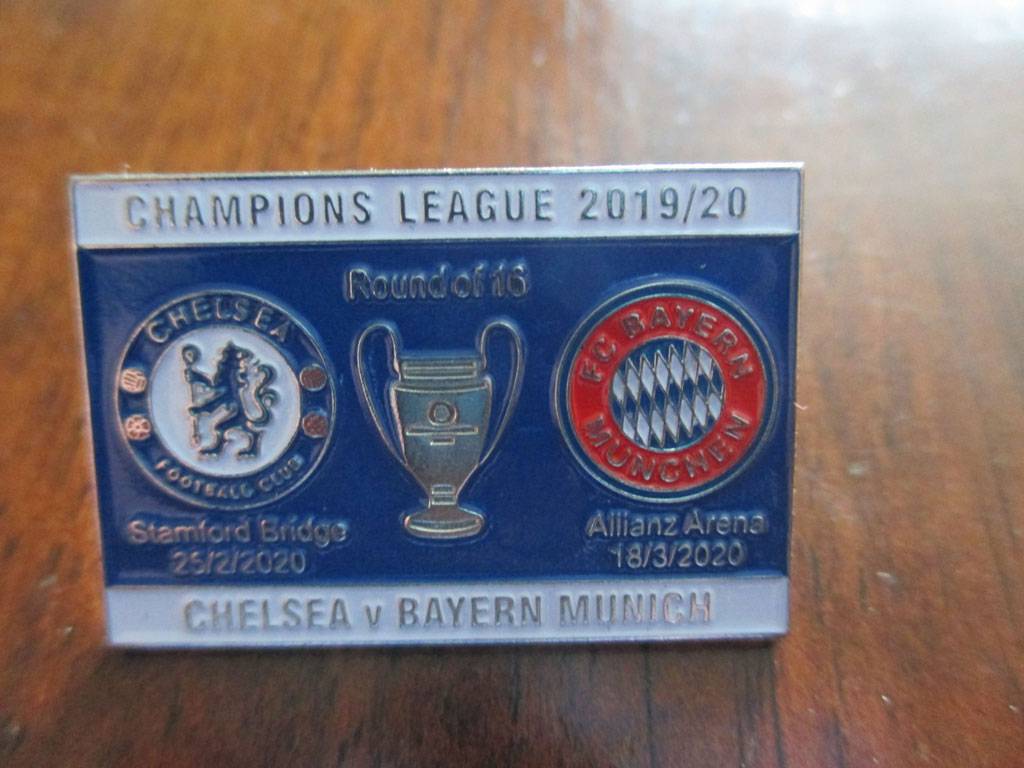 CHAMPIONS LEAGUE 2019/20
Round of 16
CHELSEA
FOOTBALL CLUB
FC BAYERN
MÜNCHEN
Stamford Bridge
25/2/2020
Allianz Arena
18/3/2020
CHELSEA v BAYERN MUNICH